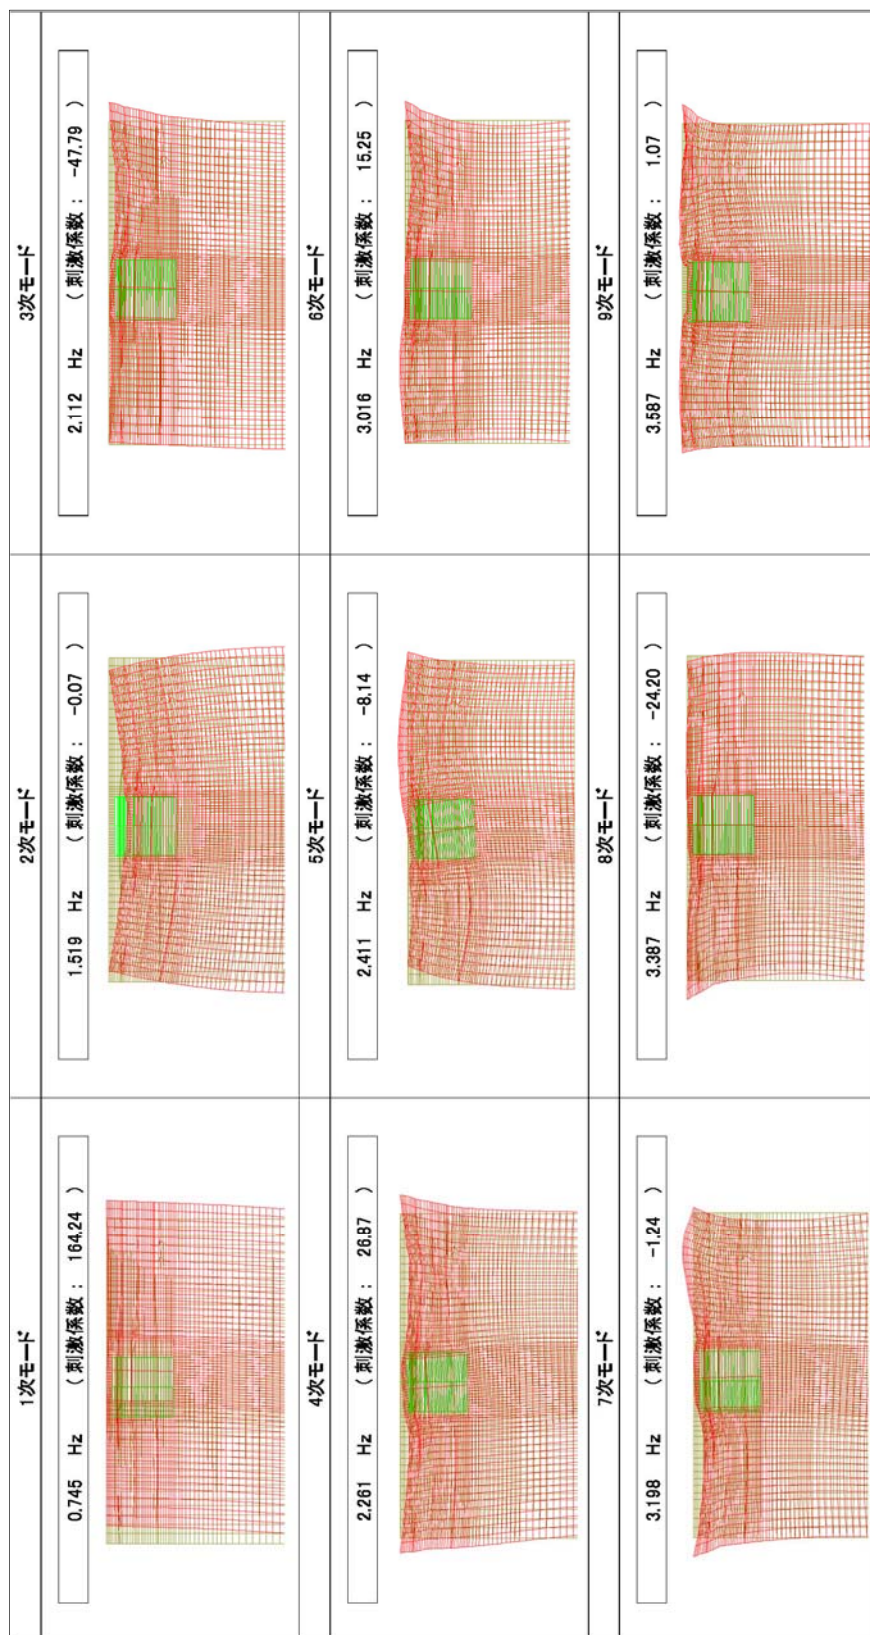 1次モード
0.745 Hz (刺激係数: 164.24)
2次モード
1.519 Hz (刺激係数: -0.07)
3次モード
2.112 Hz (刺激係数: -47.79)
4次モード
2.261 Hz (刺激係数: 26.87)
5次モード
2.411 Hz (刺激係数: -8.14)
6次モード
3.016 Hz (刺激係数: 15.25)
7次モード
3.198 Hz (刺激係数: -1.24)
8次モード
3.387 Hz (刺激係数: -24.20)
9次モード
3.587 Hz (刺激係数: 1.07)